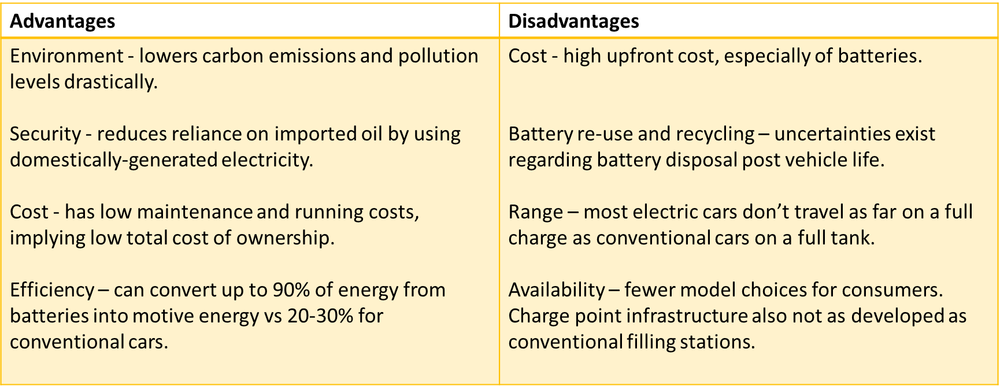 Advantages
Disadvantages
Environment - lowers carbon emissions and pollution
levels drastically.
Cost - high upfront cost, especially of batteries.
Security - reduces reliance on imported oil by using
domestically-generated electricity.
Battery re-use and recycling – uncertainties exist
regarding battery disposal post vehicle life.
Cost - has low maintenance and running costs,
implying low total cost of ownership.
Range – most electric cars don’t travel as far on a full
charge as conventional cars on a full tank.
Efficiency – can convert up to 90% of energy from
batteries into motive energy vs 20-30% for
conventional cars.
Availability – fewer model choices for consumers.
Charge point infrastructure also not as developed as
conventional filling stations.